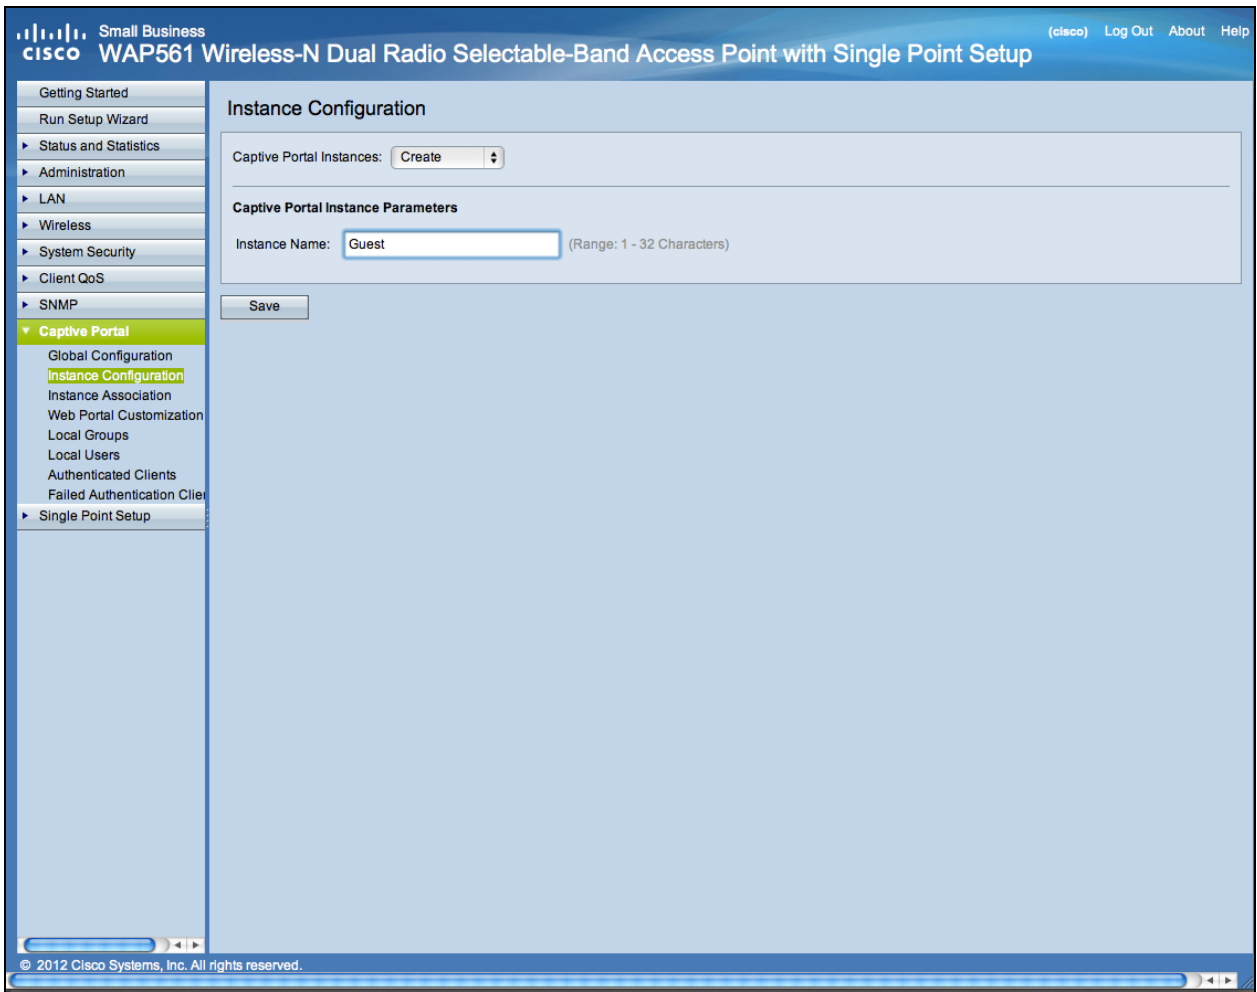 Small Business
(cisco) Log Out About Help
CISCO WAP561 Wireless-N Dual Radio Selectable-Band Access Point with Single Point Setup
Getting Started
Run Setup Wizard
Status and Statistics
Administration
LAN
Wireless
System Security
Client QoS
SNMP
Captive Portal
Global Configuration
Instance Configuration
Instance Association
Web Portal Customization
Local Groups
Local Users
Authenticated Clients
Failed Authentication Clien
Single Point Setup
Instance Configuration
Captive Portal Instances: Create
Captive Portal Instance Parameters
Instance Name: Guest (Range: 1 - 32 Characters)
Save
© 2012 Cisco Systems, Inc. All rights reserved.